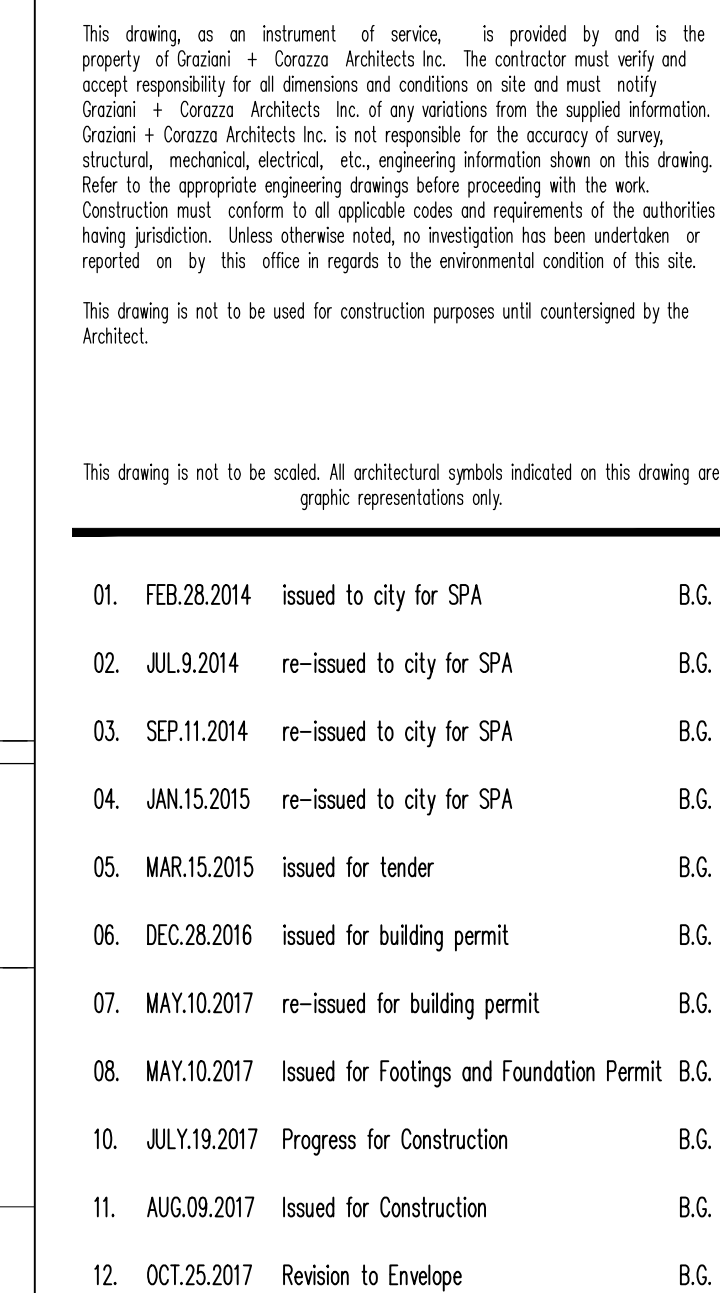 This drawing, as an instrument of service, is provided by and is the
property of Graziani + Corazza Architects Inc. The contractor must verify and
accept responsibility for all dimensions and conditions on site and must notify
Graziani + Corazza Architects Inc. of any variations from the supplied information.
Graziani + Corazza Architects Inc. is not responsible for the accuracy of survey,
structural, mechanical, electrical, etc., engineering information shown on this drawing.
Refer to the appropriate engineering drawings before proceeding with the work.
Construction must conform to all applicable codes and requirements of the authorities
having jurisdiction. Unless otherwise noted, no investigation has been undertaken or
reported on by this office in regards to the environmental condition of this site.
This drawing is not to be used for construction purposes until countersigned by the
Architect.
This drawing is not to be scaled. All architectural symbols indicated on this drawing are
graphic representations only.
01. FEB.28.2014 issued to city for SPA B.G.
02. JUL.9.2014 re-issued to city for SPA B.G.
03. SEP.11.2014 re-issued to city for SPA B.G.
04. JAN.15.2015 re-issued to city for SPA B.G.
05. MAR.15.2015 issued for tender B.G.
06. DEC.28.2016 issued for building permit B.G.
07. MAY.10.2017 re-issued for building permit B.G.
08. MAY.10.2017 Issued for Footings and Foundation Permit B.G.
10. JULY.19.2017 Progress for Construction B.G.
11. AUG.09.2017 Issued for Construction B.G.
12. OCT.25.2017 Revision to Envelope B.G.